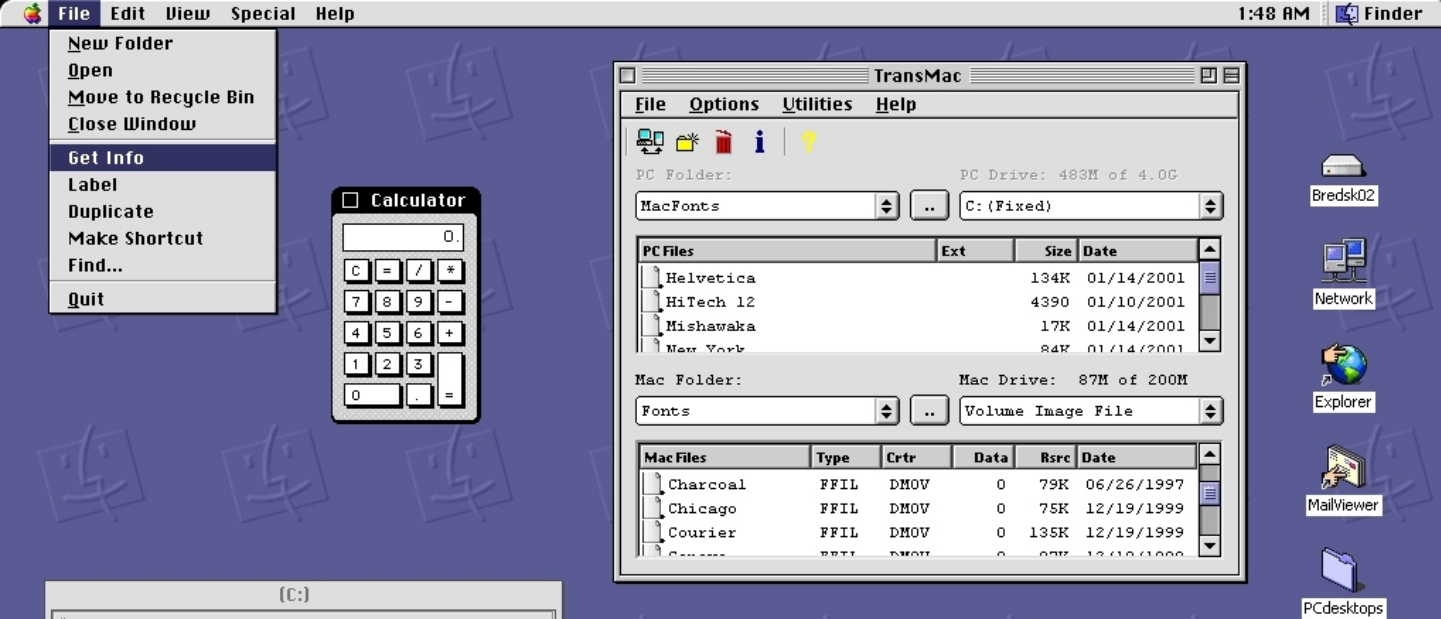 File Edit View Special Help 1:48 AM Finder
New Folder
Open
Move to Recycle Bin
Close Window
Get Info
Label
Duplicate
Make Shortcut
Find...
Quit
Calculator
0.
C = / *
7 8 9 -
4 5 6 +
1 2 3
0 . =
TransMac
File Options Utilities Help
PC Folder: PC Drive: 483M of 4.0G
MacFonts .. C: (Fixed)
PC Files Ext Size Date
Helvetica 134K 01/14/2001
HiTech 12 4390 01/10/2001
Mishawaka 17K 01/14/2001
New York 84K 01/14/2001
Mac Folder: Mac Drive: 87M of 200M
Fonts .. Volume Image File
Mac Files Type Crtr Data Rsrc Date
Charcoal FFIL DMOV 0 79K 06/26/1997
Chicago FFIL DMOV 0 75K 12/19/1999
Courier FFIL DMOV 0 135K 12/19/1999
Bredsk02
Network
Explorer
MailViewer
PCdesktops
(C:)